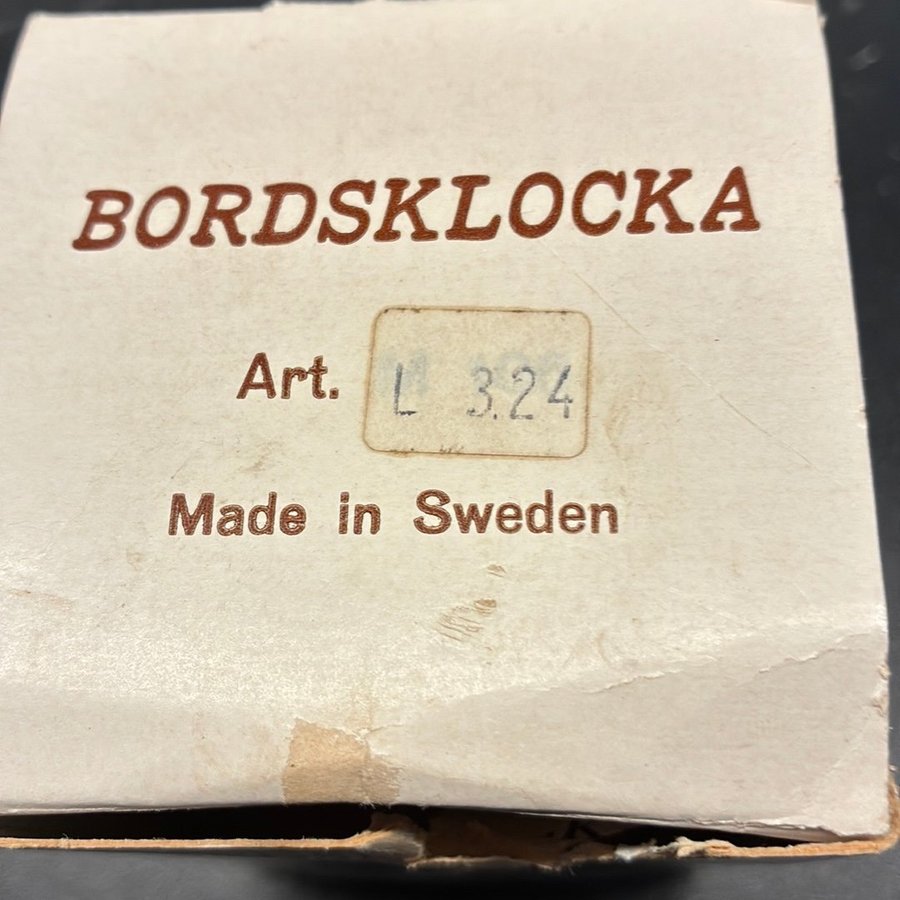 BORDSKLOCKA
Art. L 3.24
Made in Sweden